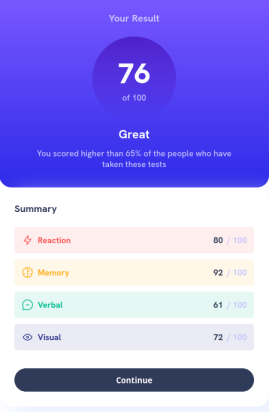 Your Result
76
of 100
Great
You scored higher than 65% of the people who have
taken these tests
Summary
Reaction 80 / 100
Memory 92 / 100
Verbal 61 / 100
Visual 72 / 100
Continue